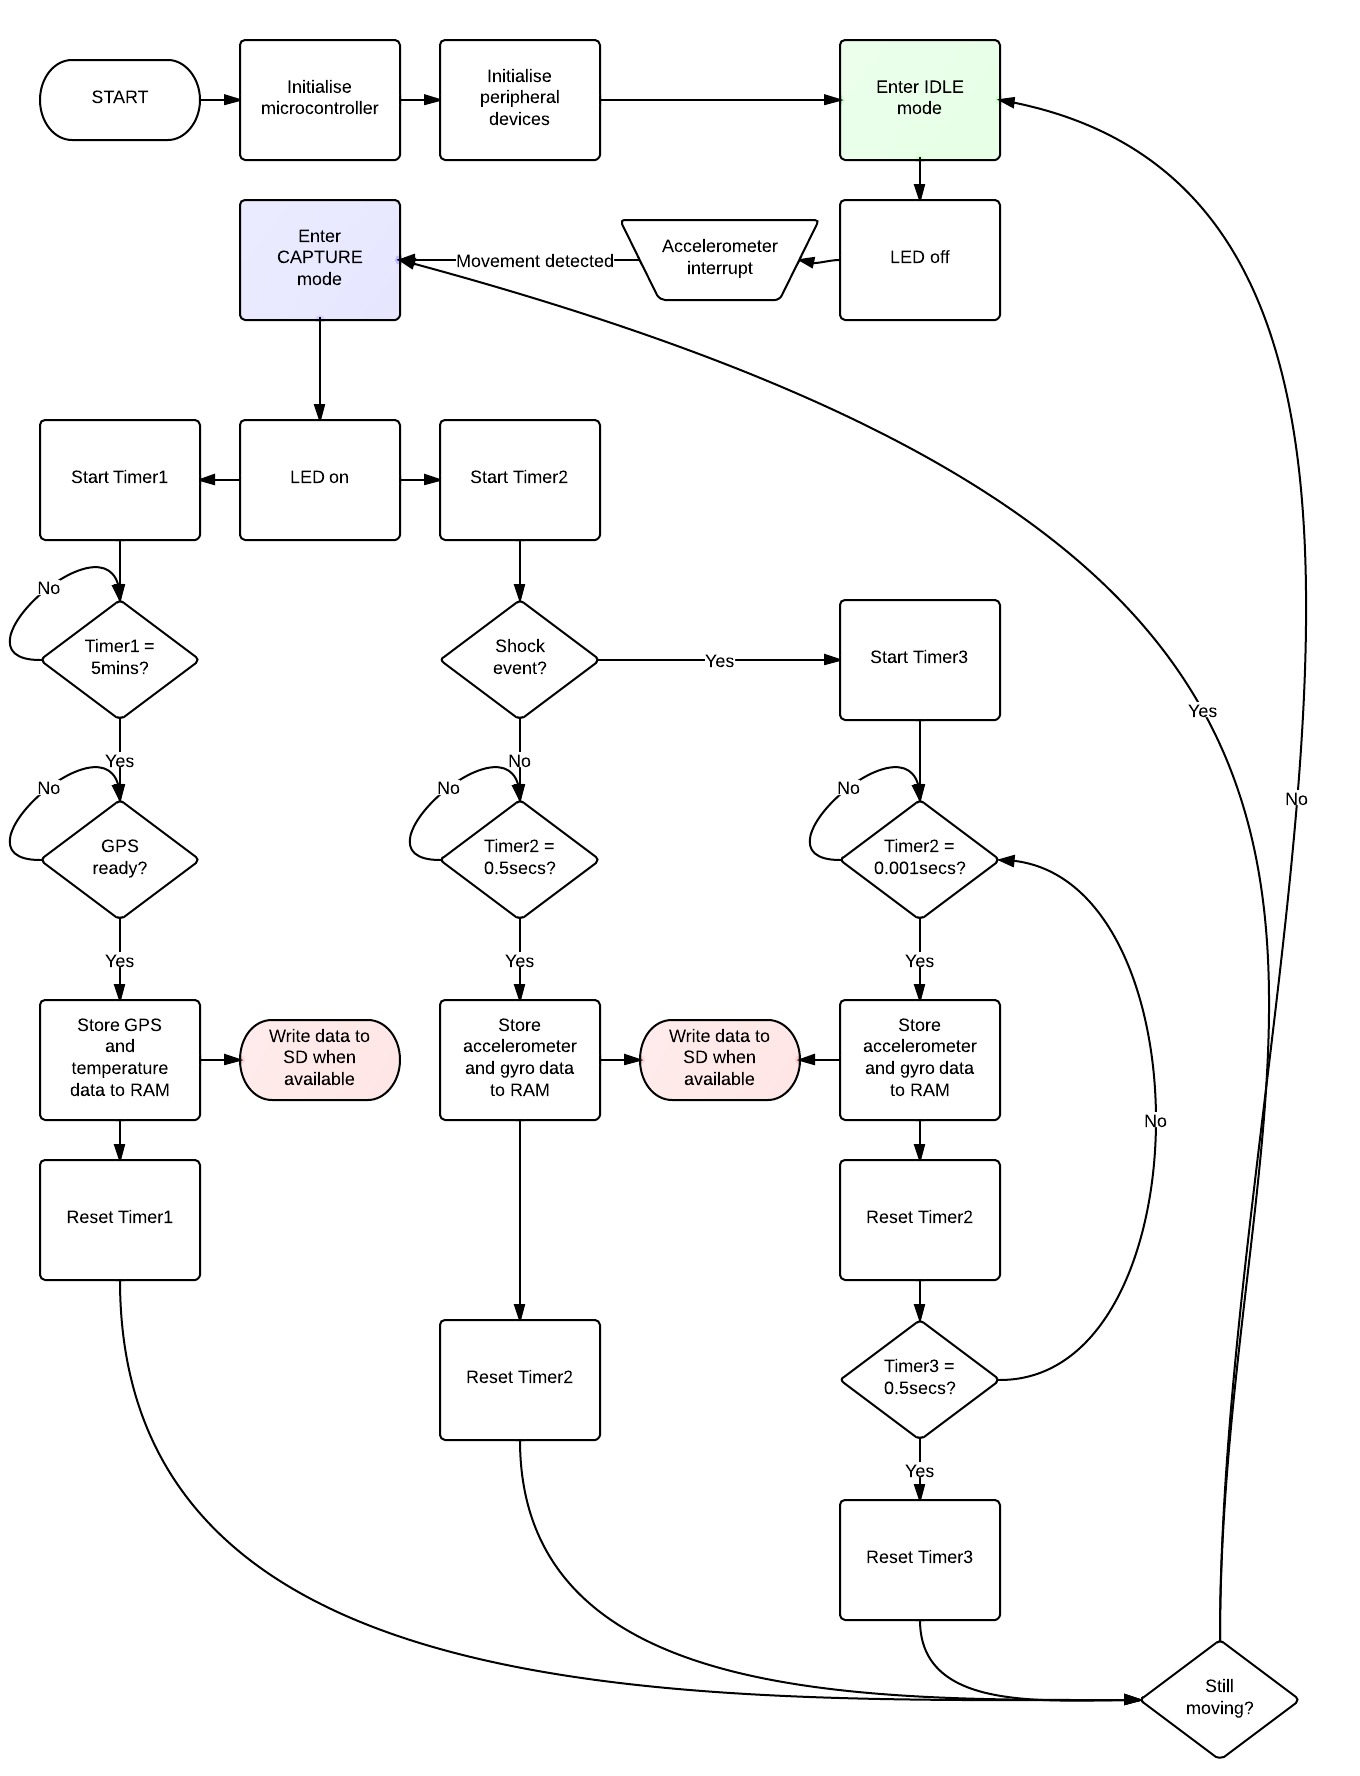 START
Initialise
microcontroller
Initialise
peripheral
devices
Enter IDLE
mode
Enter
CAPTURE
mode
Movement detected
Accelerometer
interrupt
LED off
Start Timer1
LED on
Start Timer2
No
Timer1 =
5mins?
Shock
event?
Yes
Start Timer3
Yes
Yes
No
No
No
No
No
GPS
ready?
Timer2 =
0.5secs?
Timer2 =
0.001secs?
Yes
Yes
Yes
Store GPS
and
temperature
data to RAM
Write data to
SD when
available
Store
accelerometer
and gyro data
to RAM
Write data to
SD when
available
Store
accelerometer
and gyro data
to RAM
No
Reset Timer1
Reset Timer2
Reset Timer2
Timer3 =
0.5secs?
Yes
Reset Timer3
Still
moving?